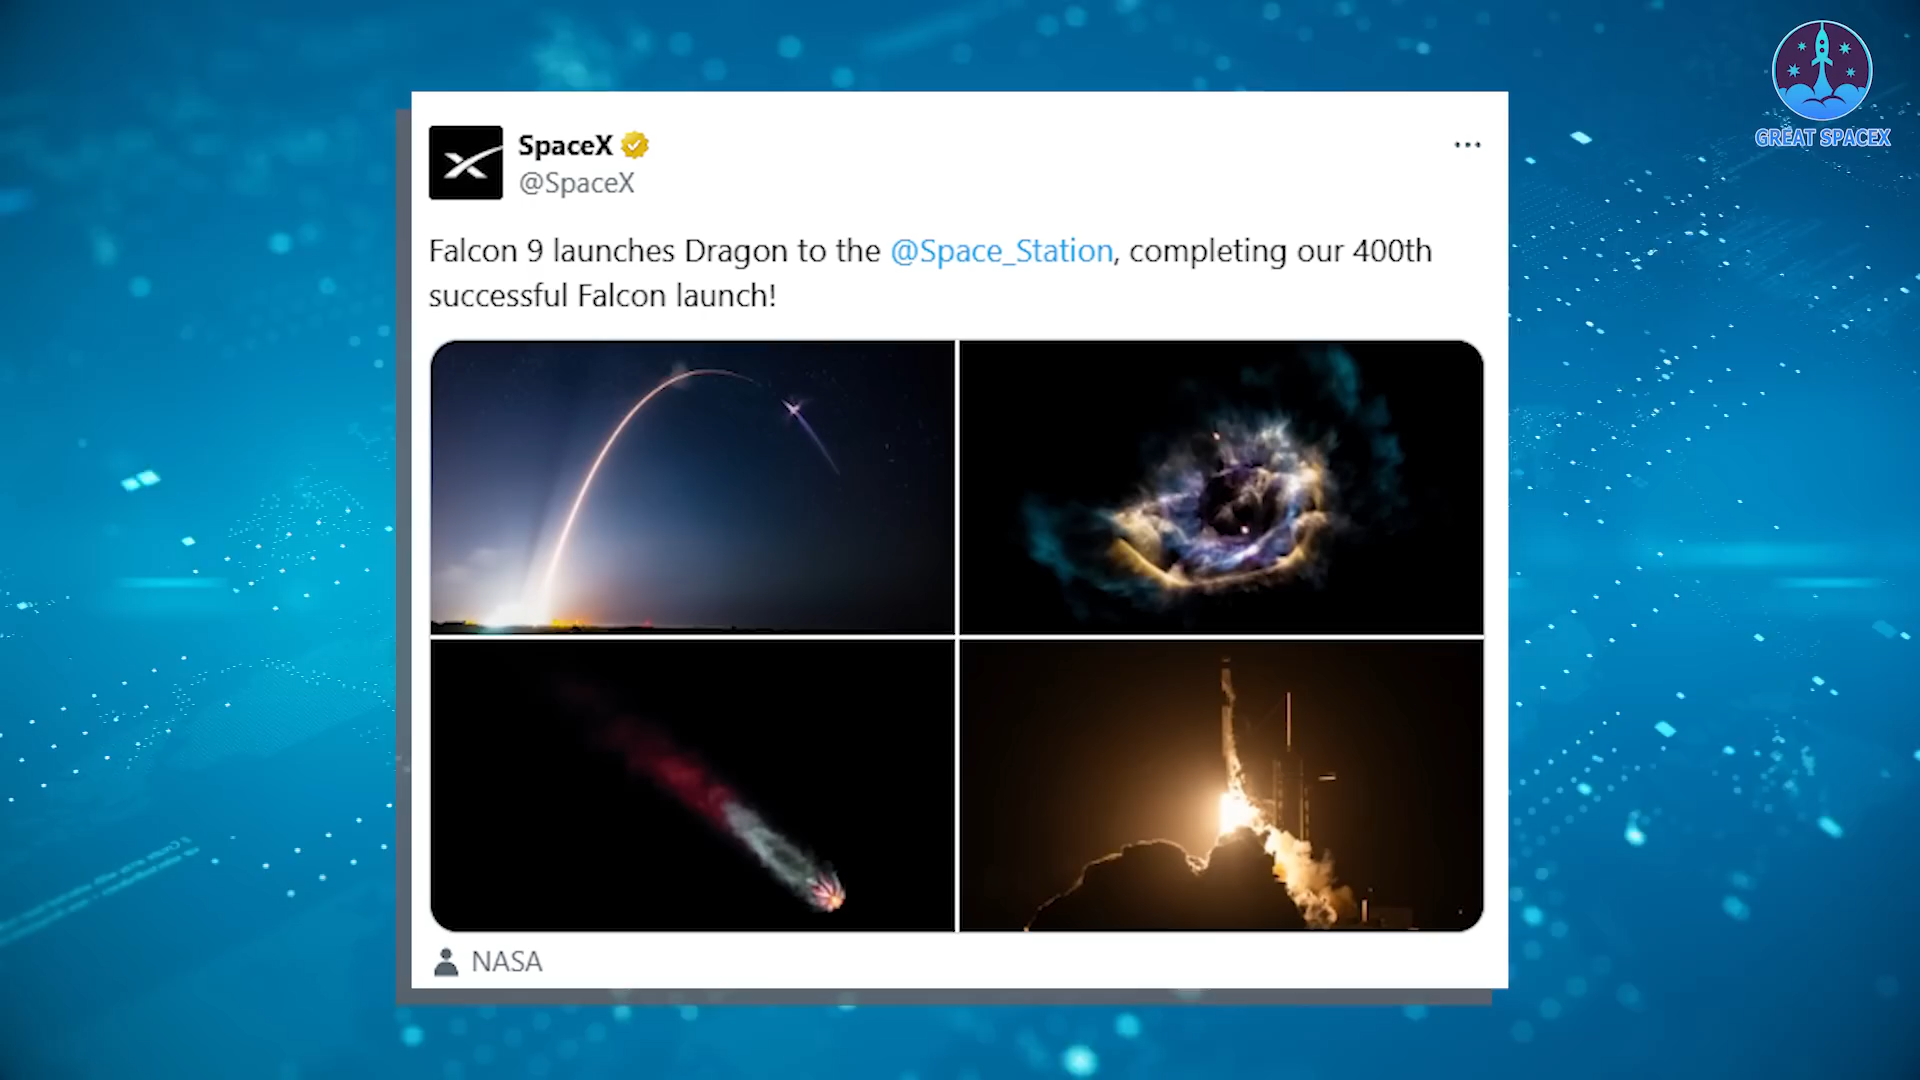 GREAT SPACEX
SpaceX
@SpaceX
Falcon 9 launches Dragon to the @Space_Station, completing our 400th
successful Falcon launch!
NASA